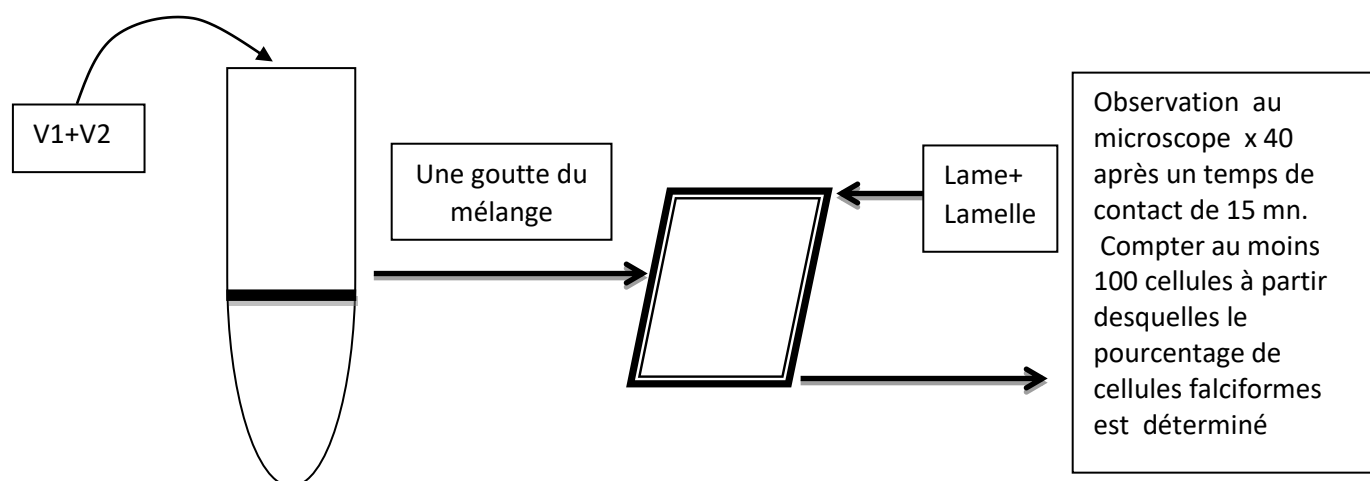 V1+V2
Une goutte du
mélange
Lame+
Lamelle
Observation au
microscope x 40
après un temps de
contact de 15 mn.
Compter au moins
100 cellules à partir
desquelles le
pourcentage de
cellules falciformes
est déterminé